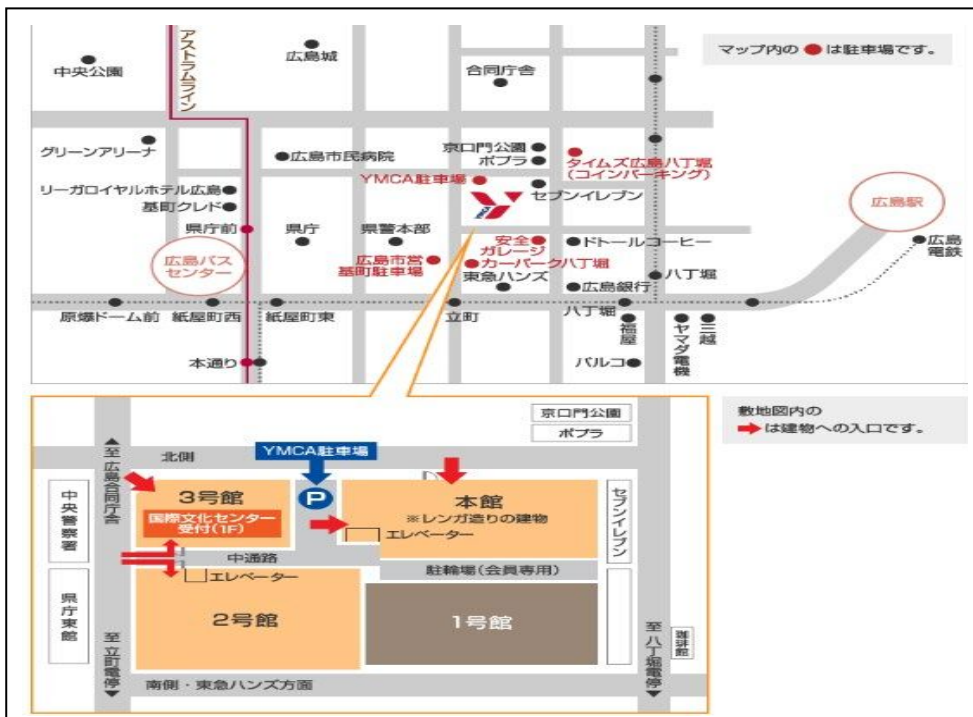 アストラムライン
広島城
中央公園
合同庁舎
マップ内の ● は駐車場です。
グリーンアリーナ
広島市民病院
京口門公園
ポプラ
タイムズ広島八丁堀
(コインパーキング)
YMCA駐車場
リーガロイヤルホテル広島
基町クレド
YMCA
セブンイレブン
広島駅
県庁前
県庁
県警本部
安全
ガレージ
ドトールコーヒー
広島
電鉄
広島バス
センター
広島市営
基町駐車場
カーパーク八丁堀
東急ハンズ
広島銀行
八丁堀
原爆ドーム前
紙屋町西
紙屋町東
立町
八丁堀
福屋
ヤマダ電機
三越
本通り
パルコ
京口門公園
ポプラ
敷地図内の
➡は建物への入口です。
至広島合同庁舎
北側
YMCA駐車場
P
中央警察署
3号館
国際文化センター
受付(1F)
本館
※レンガ造りの建物
エレベーター
セブンイレブン
中通路
駐輪場(会員専用)
エレベーター
県庁東館
2号館
1号館
至立町電停
至八丁堀電停
珈琲館
南側・東急ハンズ方面